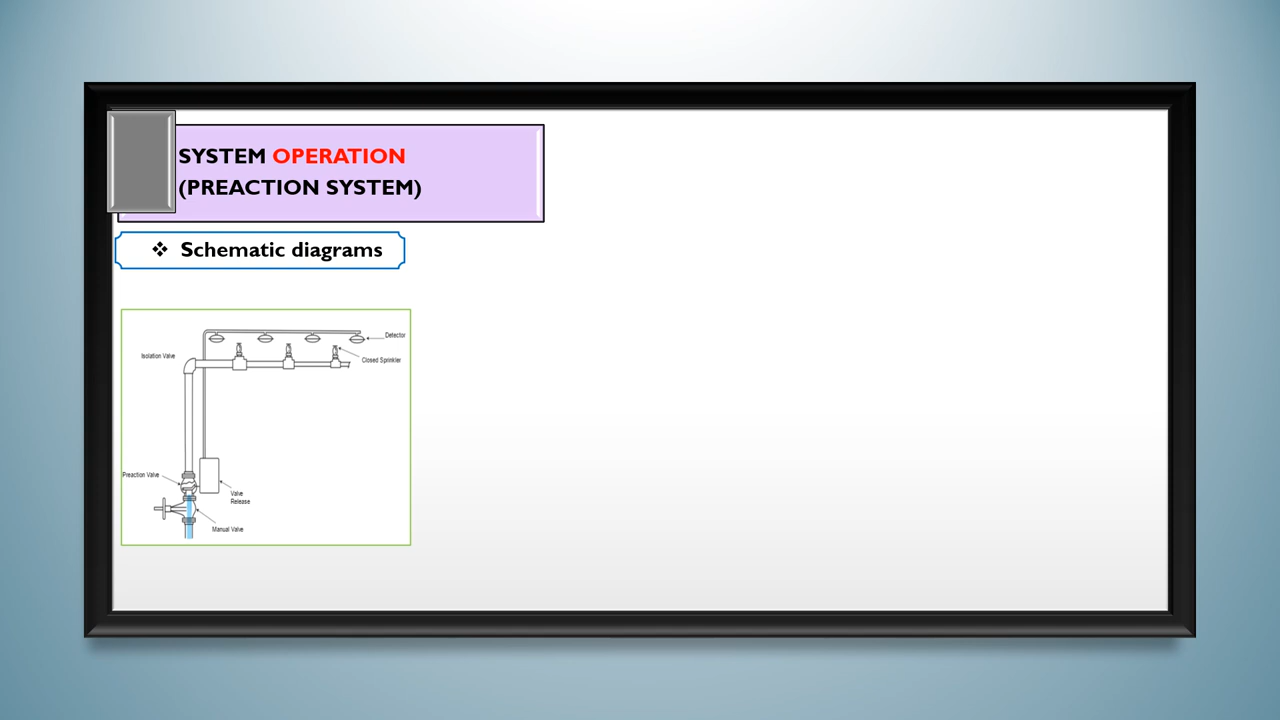 SYSTEM OPERATION
(PREACTION SYSTEM)
❖ Schematic diagrams
Detector
Isolation Valve
Closed Sprinkler
Preaction Valve
Valve
Release
Manual Valve